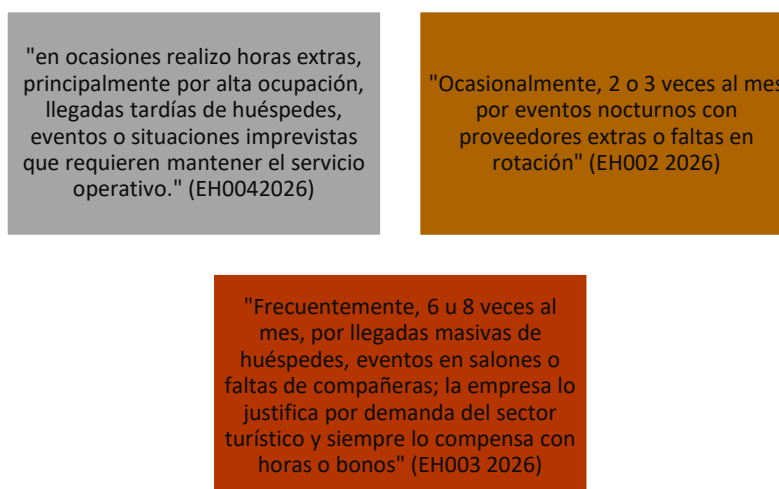 "en ocasiones realizo horas extras,
principalmente por alta ocupación,
llegadas tardías de huéspedes,
eventos o situaciones imprevistas
que requieren mantener el servicio
operativo." (EH0042026)
"Ocasionalmente, 2 o 3 veces al mes
por eventos nocturnos con
proveedores extras o faltas en
rotación" (EH002 2026)
"Frecuentemente, 6 u 8 veces al
mes, por llegadas masivas de
huéspedes, eventos en salones o
faltas de compañeras; la empresa lo
justifica por demanda del sector
turístico y siempre lo compensa con
horas o bonos" (EH003 2026)